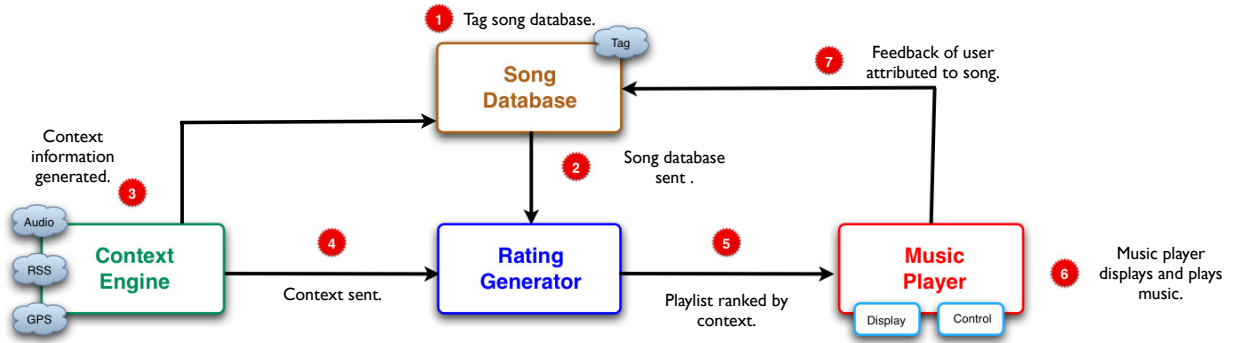 1
Tag song database.
Tag
Song
Database
7
Feedback of user
attributed to song.
Context
information
generated.
3
2
Song database
sent .
Audio
RSS
GPS
Context
Engine
4
Context sent.
Rating
Generator
5
Playlist ranked by
context.
Music
Player
Display
Control
6
Music player
displays and plays
music.